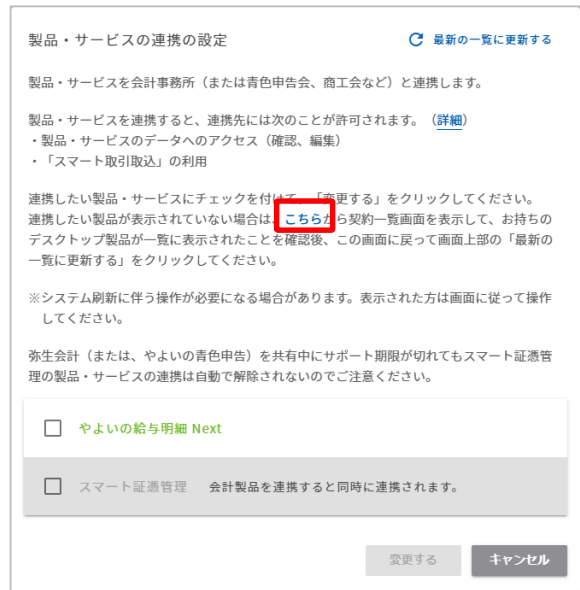 製品・サービスの連携の設定
最新の一覧に更新する
製品・サービスを会計事務所（または青色申告会、商工会など）と連携します。
製品・サービスを連携すると、連携先には次のことが許可されます。（詳細）
・製品・サービスのデータへのアクセス（確認、編集）
・「スマート取引取込」の利用
連携したい製品・サービスにチェックを付けて、「変更する」をクリックしてください。
連携したい製品が表示されていない場合は、こちらから契約一覧画面を表示して、お持ちの
デスクトップ製品が一覧に表示されたことを確認後、この画面に戻って画面上部の「最新の
一覧に更新する」をクリックしてください。
※システム刷新に伴う操作が必要になる場合があります。表示された方は画面に従って操作
してください。
弥生会計（または、やよいの青色申告）を共有中にサポート期限が切れてもスマート証憑管
理の製品・サービスの連携は自動で解除されないのでご注意ください。
やよいの給与明細 Next
スマート証憑管理 会計製品を連携すると同時に連携されます。
変更する キャンセル